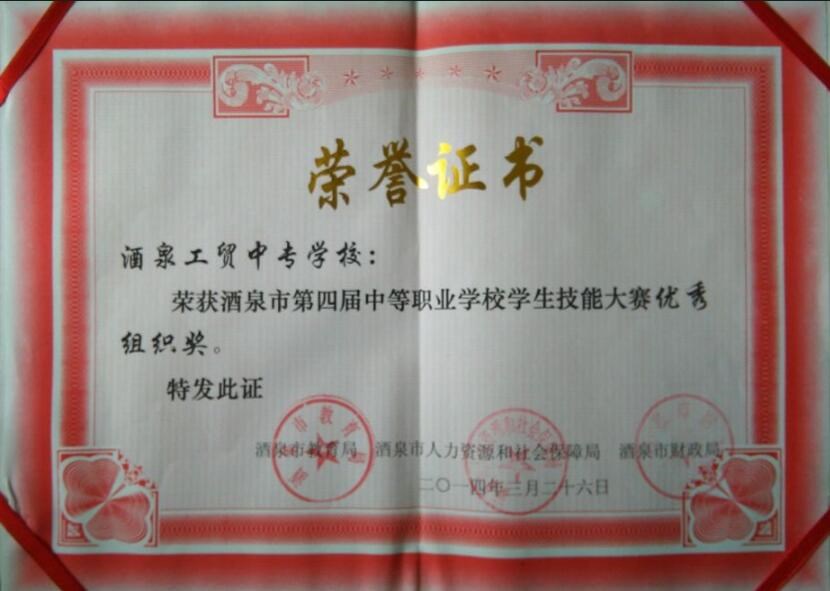 荣誉证书
酒泉工贸中专学校：
荣获酒泉市第四届中等职业学校学生技能大赛优秀
组织奖。
特发此证
酒泉市教育局 酒泉市人力资源和社会保障局 酒泉市财政局
二〇一四年三月二十六日